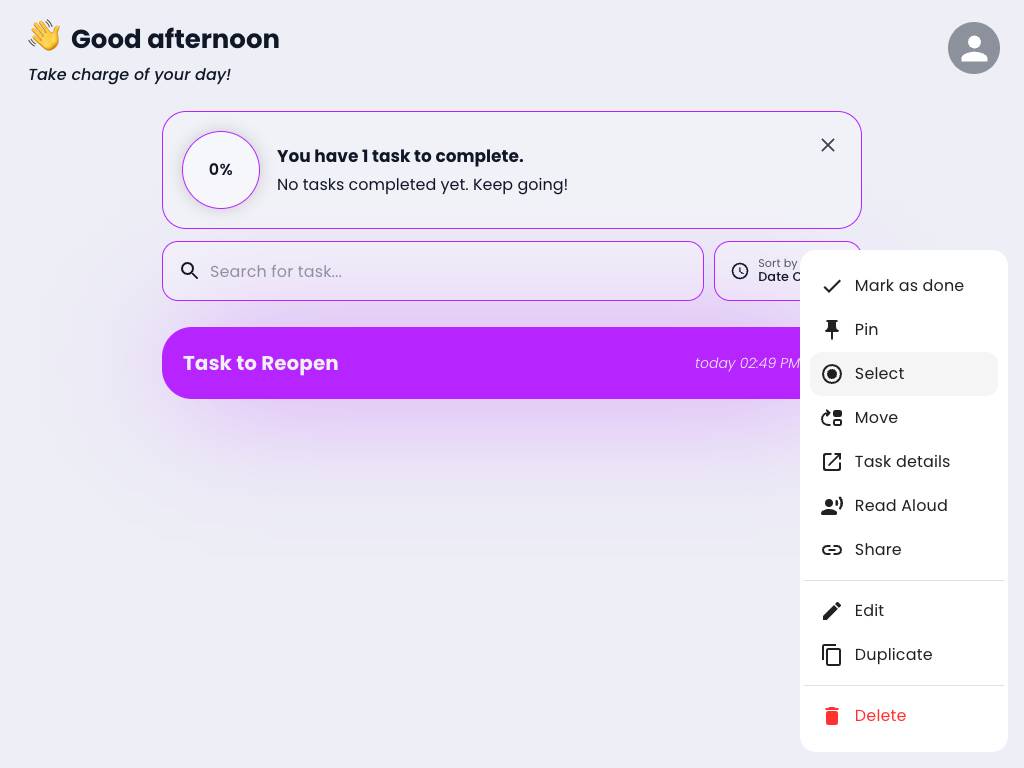 👋 Good afternoon
Take charge of your day!
0%
You have 1 task to complete.
No tasks completed yet. Keep going!
Search for task...
Sort by
Date
Task to Reopen
today 02:49 PM
Mark as done
Pin
Select
Move
Task details
Read Aloud
Share
Edit
Duplicate
Delete